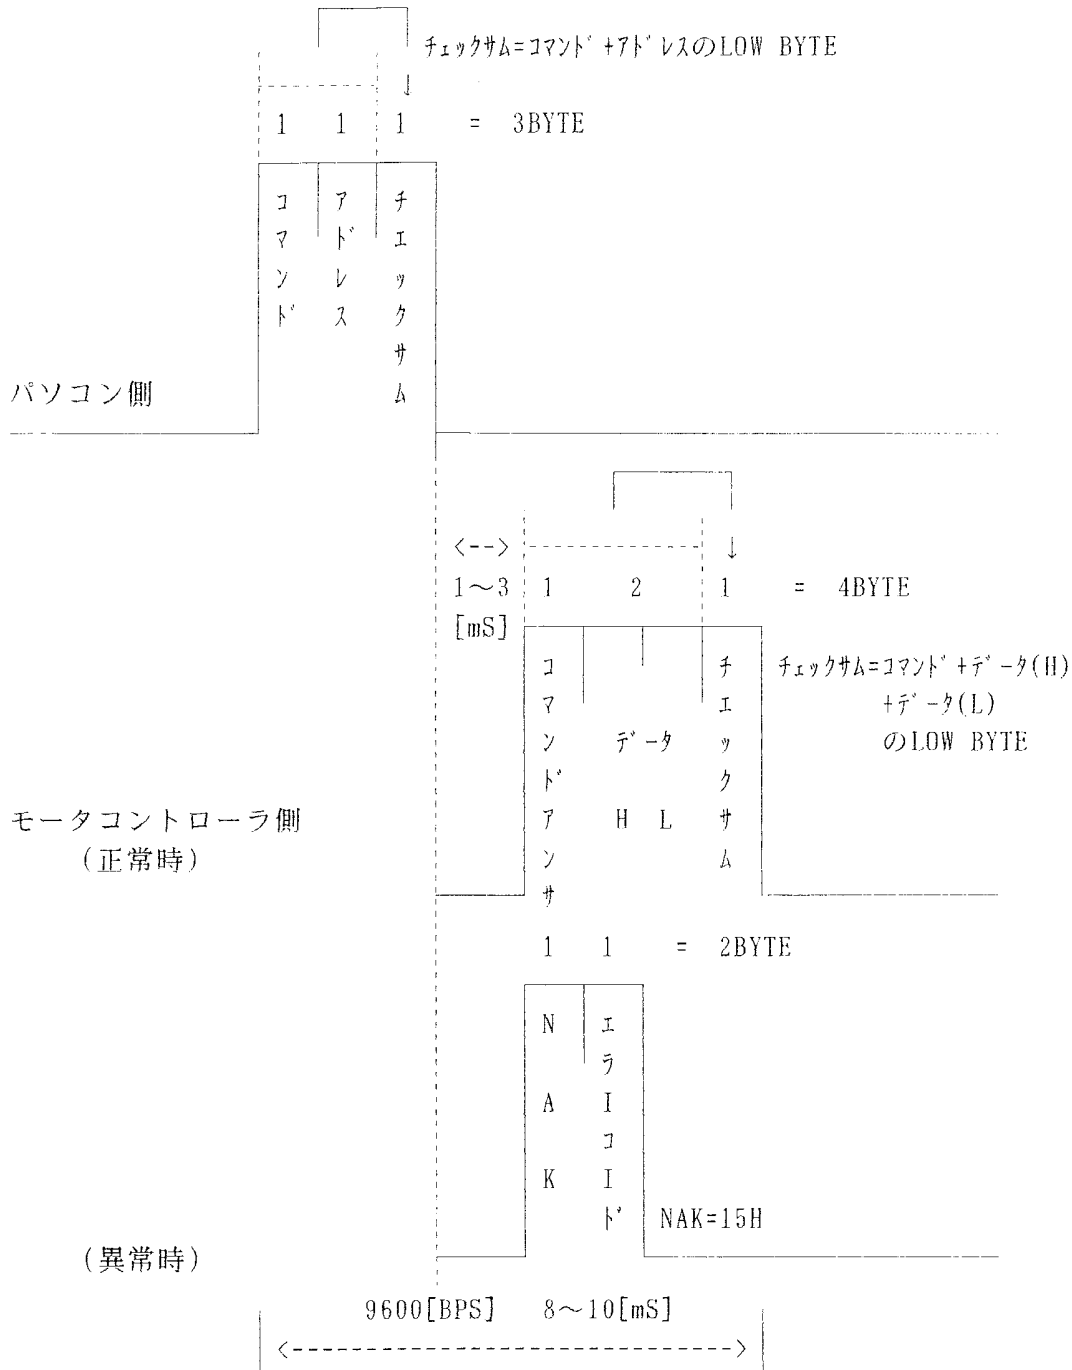 チェックサム=コマンド+アドレスのLOW BYTE
1 1 1 = 3BYTE
コマンド
アドレス
チエックサム
パソコン側
<-->
1～3 1 2 1 = 4BYTE
[mS]
コマンドアンサ
データ
H L
チエックサム
チェックサム=コマンド+データ(H)
+データ(L)
のLOW BYTE
モータコントローラ側
(正常時)
1 1 = 2BYTE
NAK
エラIコIド
NAK=15H
(異常時)
9600[BPS] 8～10[mS]